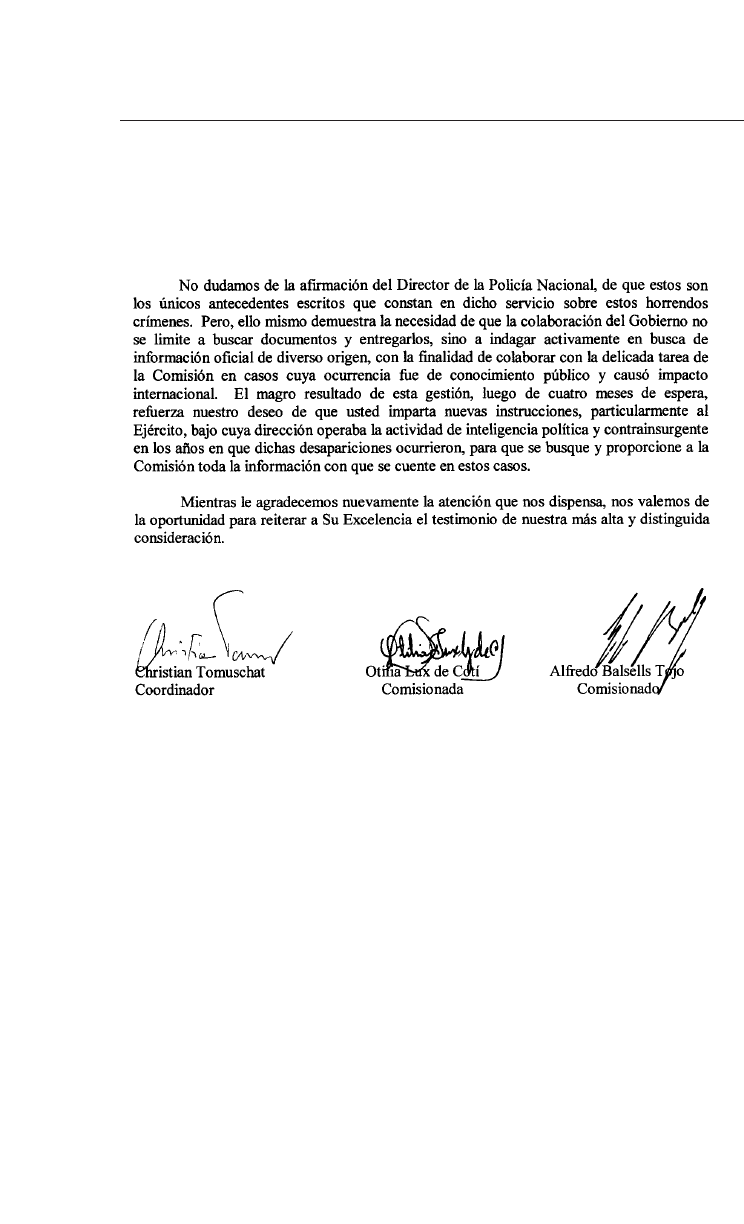 No dudamos de la afirmación del Director de la Policía Nacional, de que estos son
los únicos antecedentes escritos que constan en dicho servicio sobre estos horrendos
crímenes. Pero, ello mismo demuestra la necesidad de que la colaboración del Gobierno no
se limite a buscar documentos y entregarlos, sino a indagar activamente en busca de
información oficial de diverso origen, con la finalidad de colaborar con la delicada tarea de
la Comisión en casos cuya ocurrencia fue de conocimiento público y causó impacto
internacional. El magro resultado de esta gestión, luego de cuatro meses de espera,
refuerza nuestro deseo de que usted imparta nuevas instrucciones, particularmente al
Ejército, bajo cuya dirección operaba la actividad de inteligencia política y contrainsurgente
en los años en que dichas desapariciones ocurrieron, para que se busque y proporcione a la
Comisión toda la información con que se cuente en estos casos.
Mientras le agradecemos nuevamente la atención que nos dispensa, nos valemos de
la oportunidad para reiterar a Su Excelencia el testimonio de nuestra más alta y distinguida
consideración.
Christian Tomuschat Otilia Lux de Cotí Alfredo Balsells Tojo
Coordinador Comisionada Comisionado